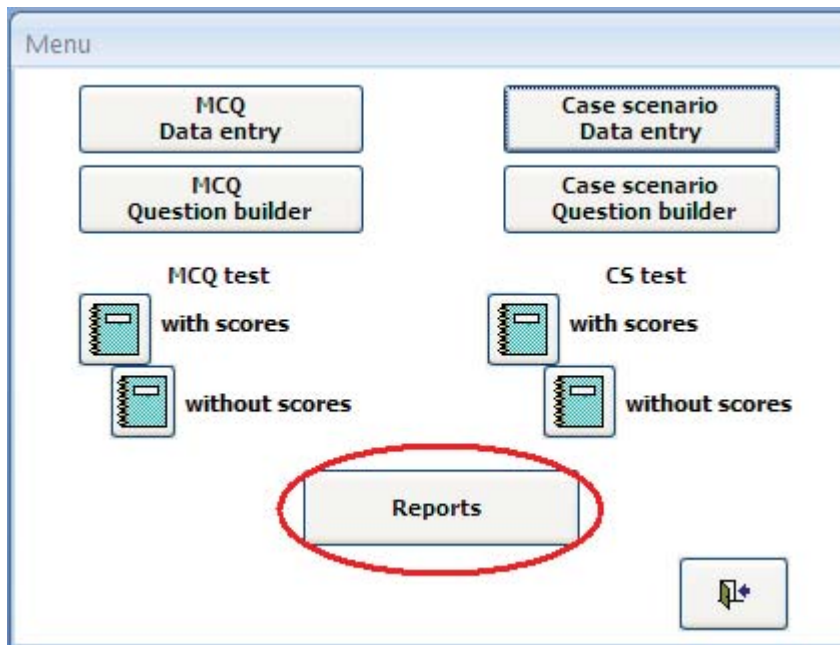 Menu
MCQ
Data entry
Case scenario
Data entry
MCQ
Question builder
Case scenario
Question builder
MCQ test
CS test
with scores
with scores
without scores
without scores
Reports